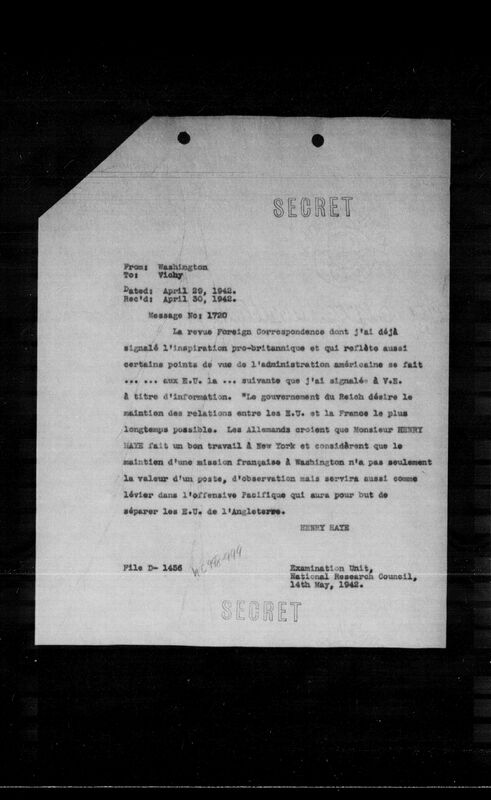 SECRET
From: Washington
To: Vichy
Dated: April 29, 1942.
Rec'd: April 30, 1942.
Message No: 1720
La revue Foreign Correspondence dont j'ai déjà
signalé l'inspiration pro-britannique et qui reflète aussi
certains points de vue de l'administration américaine se fait
... ... aux E.U. la ... suivante que j'ai signalée à V.E.
à titre d'information. "Le gouvernement du Reich désire le
maintien des relations entre les E.U. et la France le plus
longtemps possible. Les Allemands croient que Monsieur HENRY
HAYE fait un bon travail à New York et considèrent que le
maintien d'une mission française à Washington n'a pas seulement
la valeur d'un poste, d'observation mais servira aussi comme
lévier dans l'offensive Pacifique qui aura pour but de
séparer les E.U. de l'Angleterre.
HENRY HAYE
File D- 1456
Examination Unit,
National Research Council,
14th May, 1942.
SECRET